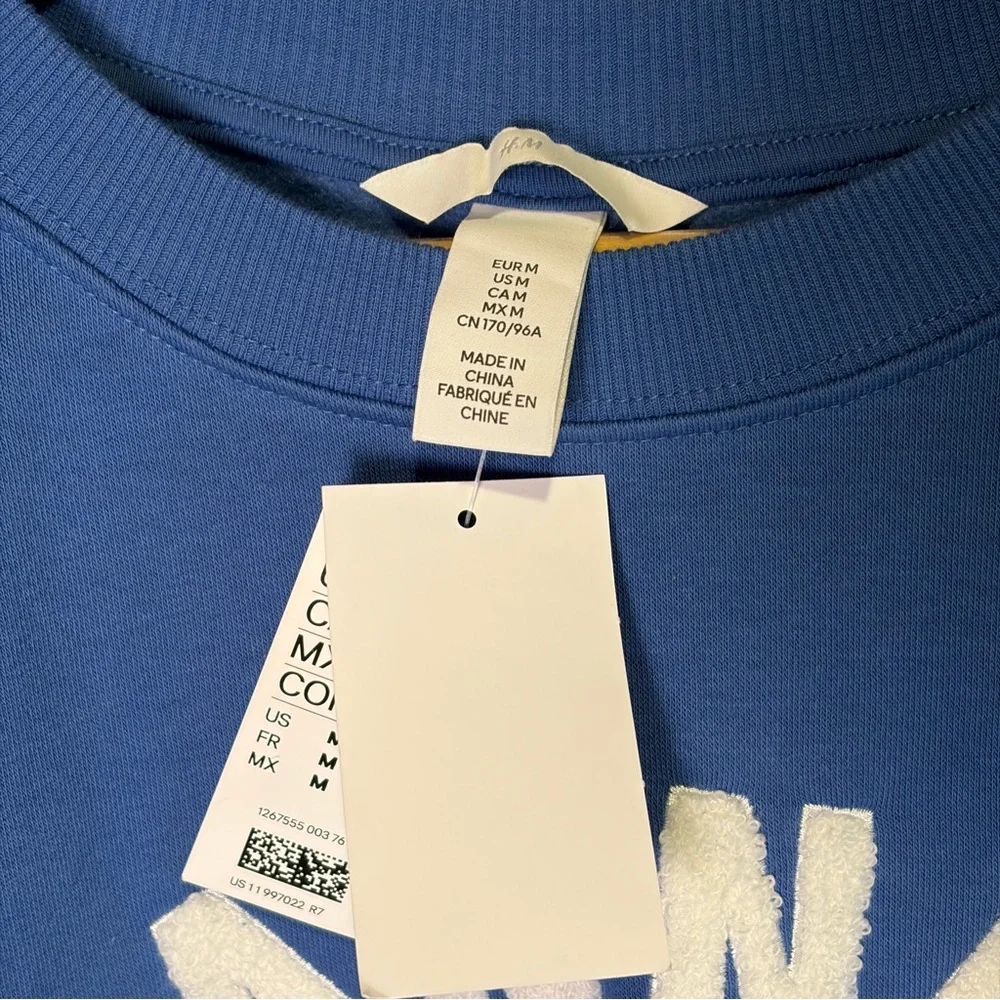 H&M
EUR M
US M
CA M
MX M
CN 170/96A
MADE IN
CHINA
FABRIQUÉ EN
CHINE
MX
US
FR M
MX M
M
1267555 003 76
US 11 997022 R7
N